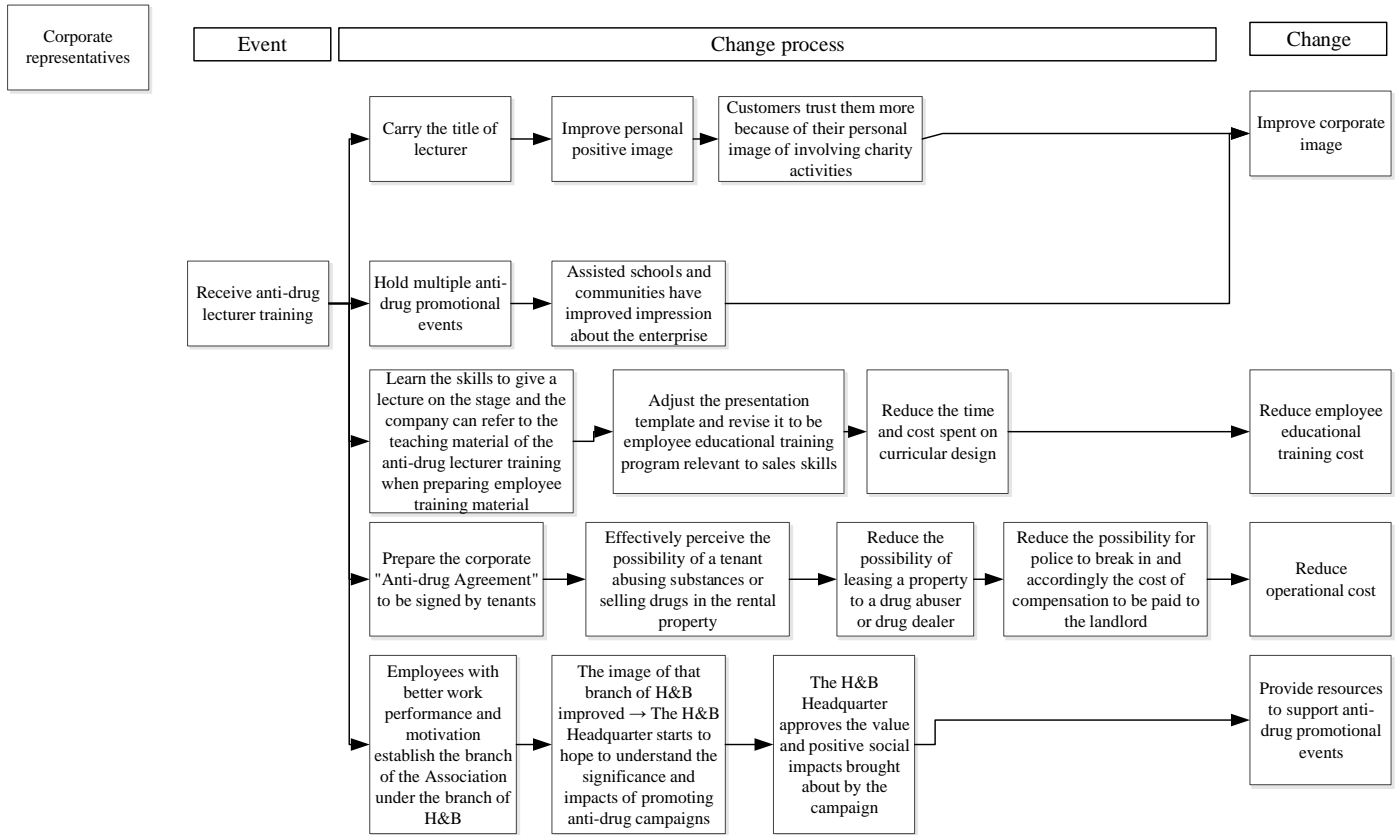 Corporate
representatives
Event
Change process
Change
Carry the title of
lecturer
Improve personal
positive image
Customers trust them more
because of their personal
image of involving charity
activities
Improve corporate
image
Receive anti-drug
lecturer training
Hold multiple anti-
drug promotional
events
Assisted schools and
communities have
improved impression
about the enterprise
Learn the skills to give a
lecture on the stage and the
company can refer to the
teaching material of the
anti-drug lecturer training
when preparing employee
training material
Adjust the presentation
template and revise it to be
employee educational training
program relevant to sales skills
Reduce the time
and cost spent on
curricular design
Reduce employee
educational
training cost
Prepare the corporate
"Anti-drug Agreement"
to be signed by tenants
Effectively perceive the
possibility of a tenant
abusing substances or
selling drugs in the rental
property
Reduce the
possibility of
leasing a property
to a drug abuser
or drug dealer
Reduce the possibility for
police to break in and
accordingly the cost of
compensation to be paid to
the landlord
Reduce
operational cost
Employees with
better work
performance and
motivation
establish the branch
of the Association
under the branch of
H&B
The image of that
branch of H&B
improved → The H&B
Headquarter starts to
hope to understand the
significance and
impacts of promoting
anti-drug campaigns
The H&B
Headquarter
approves the value
and positive social
impacts brought
about by the
campaign
Provide resources
to support anti-
drug promotional
events